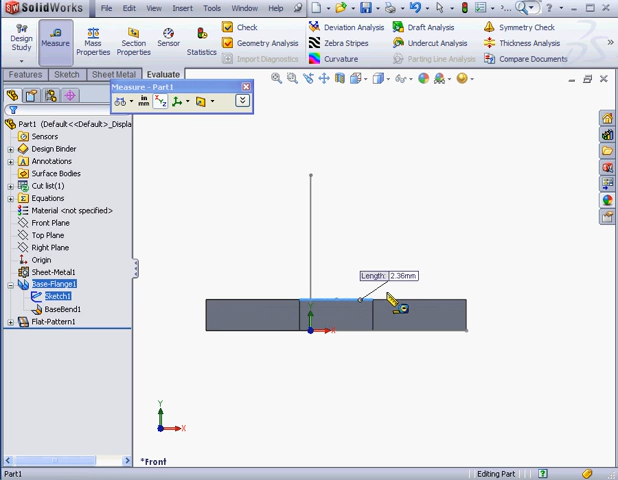 SolidWorks File Edit View Insert Tools Window Help
Design Study
Measure
Mass Properties
Section Properties
Sensor
Statistics
Check
Geometry Analysis
Import Diagnostics
Deviation Analysis
Zebra Stripes
Curvature
Draft Analysis
Undercut Analysis
Parting Line Analysis
Symmetry Check
Thickness Analysis
Compare Documents
Features Sketch Sheet Metal Evaluate
Measure - Part1
in mm
XYZ
Part1 (Default<<Default>_Displa
Sensors
Design Binder
Annotations
Surface Bodies
Cut list(1)
Equations
Material <not specified>
Front Plane
Top Plane
Right Plane
Origin
Sheet-Metal1
Base-Flange1
Sketch1
BaseBend1
Flat-Pattern1
Length: 2.36mm
Y
X
Y
X
*Front
Part1
Editing Part